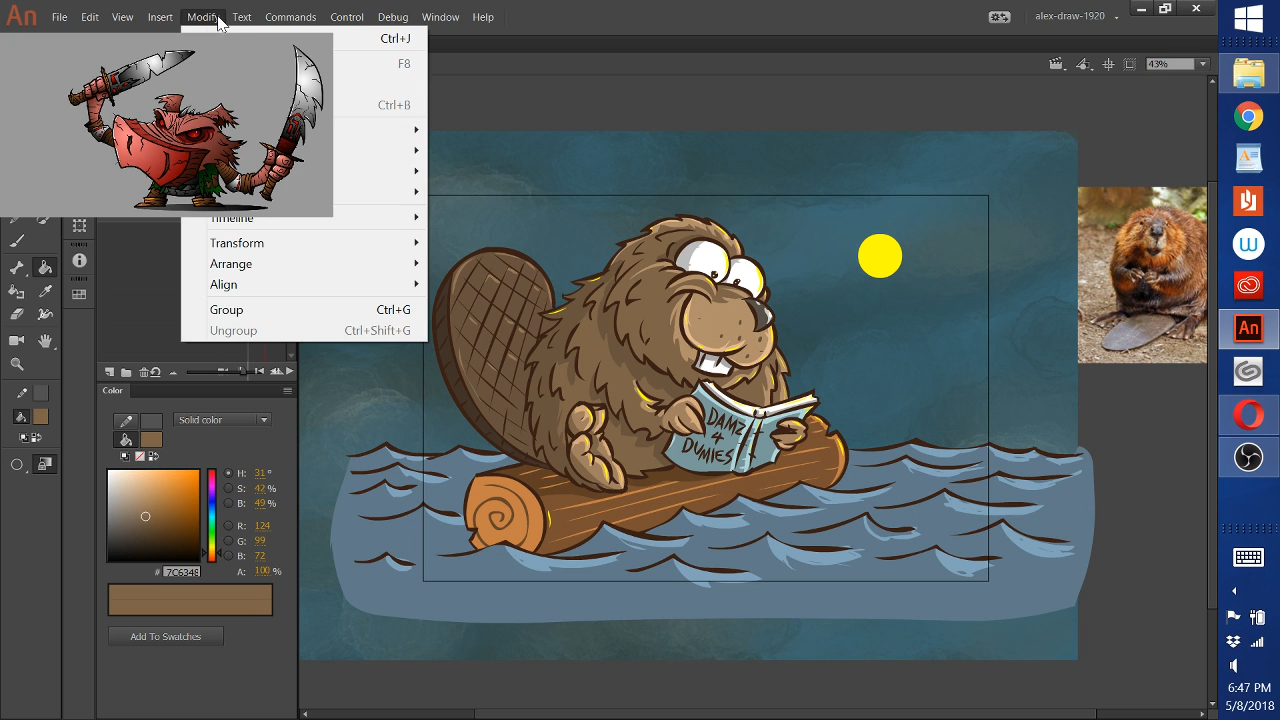 An File Edit View Insert Modify Text Commands Control Debug Window Help alex-draw-1920
Ctrl+J
F8
43%
Ctrl+B
Timeline
Transform
Arrange
Align
Group Ctrl+G
Ungroup Ctrl+Shift+G
Color
Solid color
H: 31 °
S: 42 %
B: 49 %
R: 124
G: 99
B: 72
# 7C6348 A: 100 %
Add To Swatches
DAMZ
4
DUMIES
W
An
6:47 PM
5/8/2018